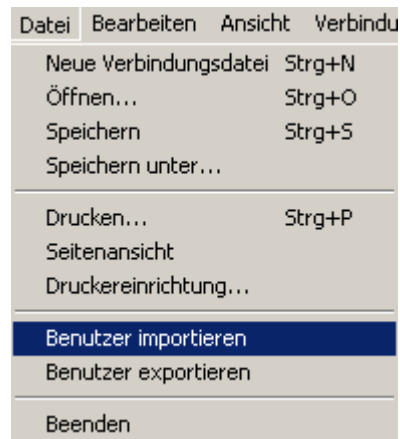 Datei Bearbeiten Ansicht Verbindu
Neue Verbindungsdatei Strg+N
Öffnen... Strg+O
Speichern Strg+S
Speichern unter...
Drucken... Strg+P
Seitenansicht
Druckereinrichtung...
Benutzer importieren
Benutzer exportieren
Beenden